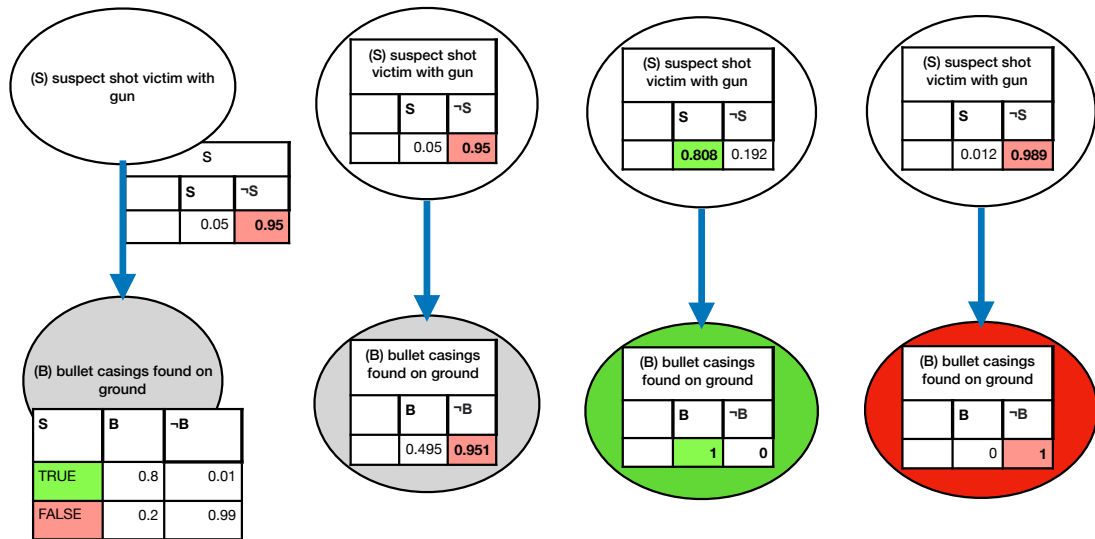 (S) suspect shot victim with
gun
S
S ¬S
0.05 0.95
(B) bullet casings found on
ground
S B ¬B
TRUE 0.8 0.01
FALSE 0.2 0.99
(S) suspect shot
victim with gun
S ¬S
0.05 0.95
(B) bullet casings
found on ground
B ¬B
0.495 0.951
(S) suspect shot
victim with gun
S ¬S
0.808 0.192
(B) bullet casings
found on ground
B ¬B
1 0
(S) suspect shot
victim with gun
S ¬S
0.012 0.989
(B) bullet casings
found on ground
B ¬B
0 1